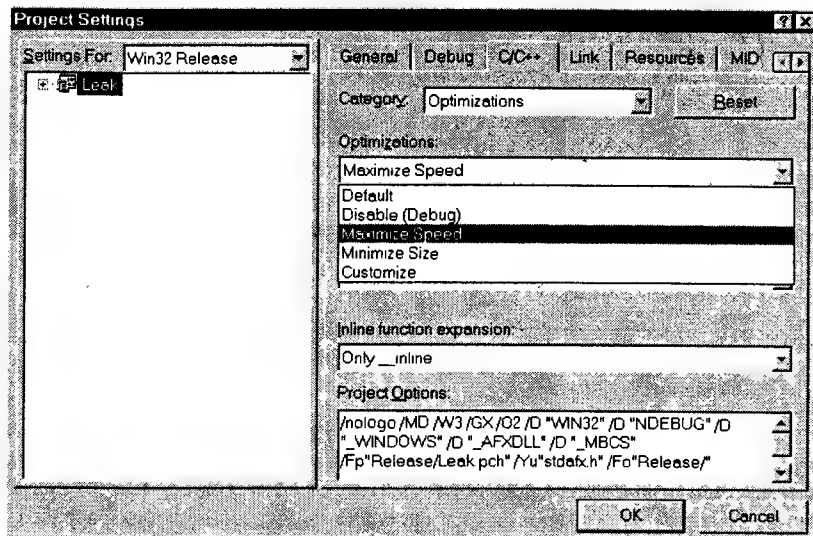 Project Settings
Settings For: Win32 Release
Leak
General Debug C/C++ Link Resources MID
Category: Optimizations Reset
Optimizations:
Maximize Speed
Default
Disable (Debug)
Maximize Speed
Minimize Size
Customize
Inline function expansion:
Only __inline
Project Options:
/nologo /MD /W3 /GX /O2 /D "WIN32" /D "NDEBUG" /D
"_WINDOWS" /D "_AFXDLL" /D "_MBCS"
/Fp"Release/Leak pch" /Yu"stdafx.h" /Fo"Release/"
OK Cancel